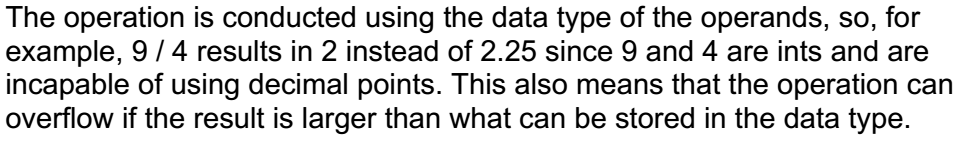 The operation is conducted using the data type of the operands, so, for
example, 9 / 4 results in 2 instead of 2.25 since 9 and 4 are ints and are
incapable of using decimal points. This also means that the operation can
overflow if the result is larger than what can be stored in the data type.